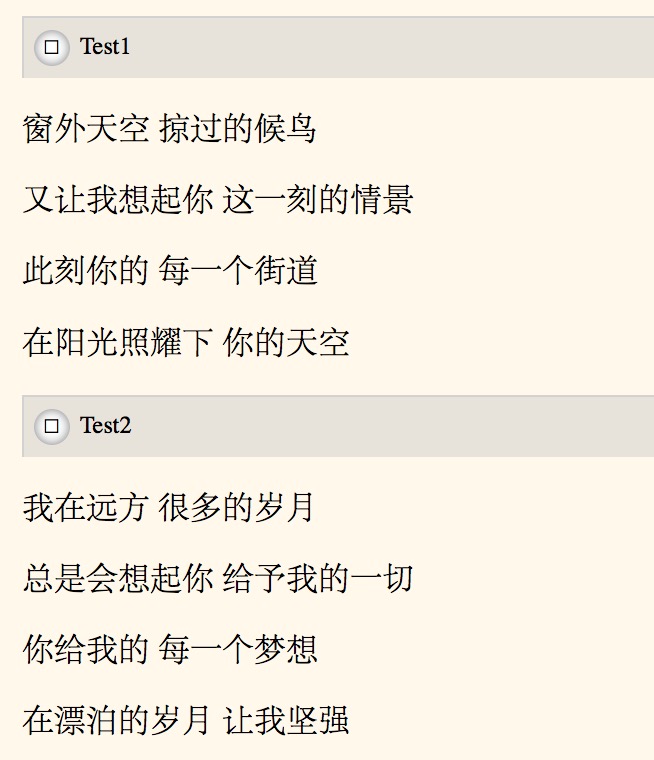 Test1
窗外天空 掠过的候鸟
又让我想起你 这一刻的情景
此刻你的 每一个街道
在阳光照耀下 你的天空
Test2
我在远方 很多的岁月
总是会想起你 给予我的一切
你给我的 每一个梦想
在漂泊的岁月 让我坚强